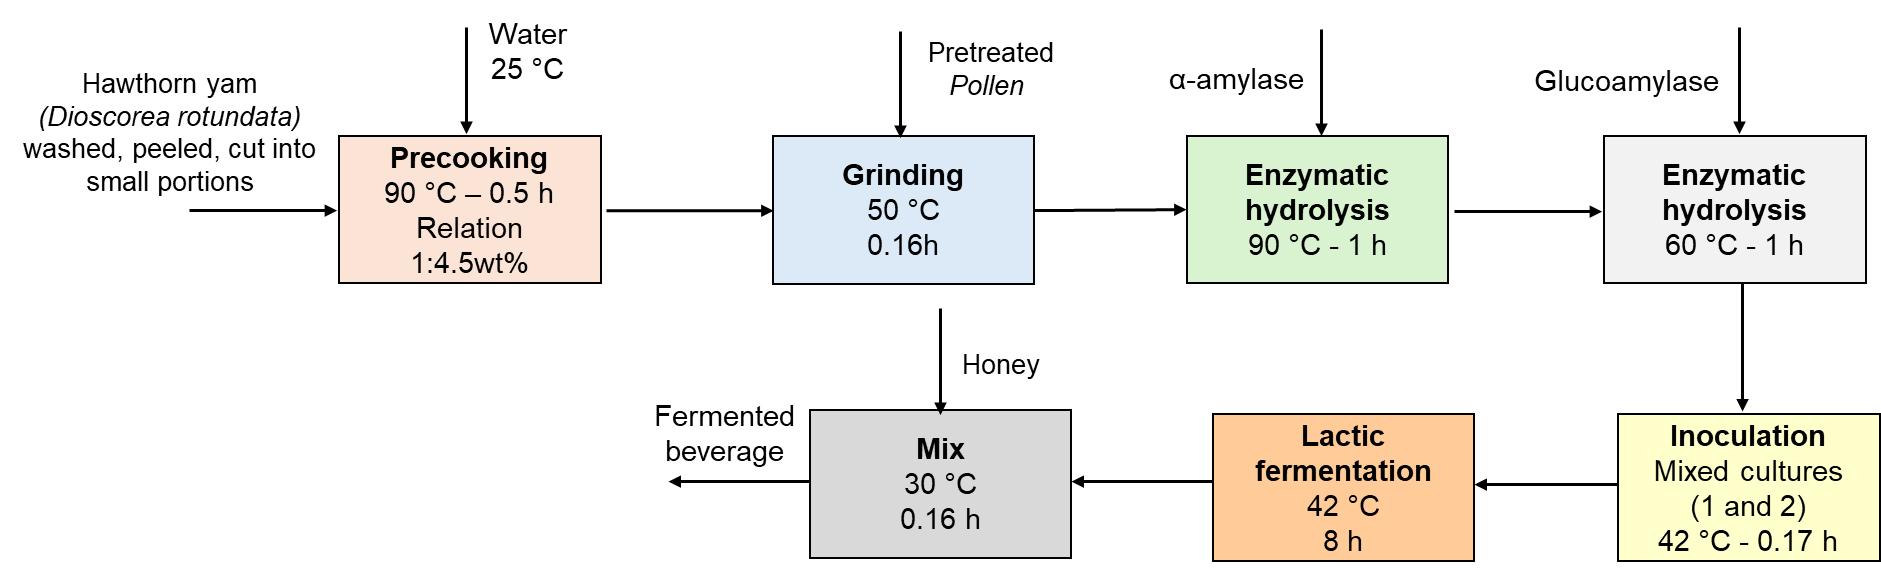 Hawthorn yam
(Dioscorea rotundata)
washed, peeled, cut into
small portions
Water
25 °C
Precooking
90 °C – 0.5 h
Relation
1:4.5wt%
Pretreated
Pollen
Grinding
50 °C
0.16h
α-amylase
Enzymatic
hydrolysis
90 °C - 1 h
Glucoamylase
Enzymatic
hydrolysis
60 °C - 1 h
Inoculation
Mixed cultures
(1 and 2)
42 °C - 0.17 h
Lactic
fermentation
42 °C
8 h
Honey
Mix
30 °C
0.16 h
Fermented
beverage